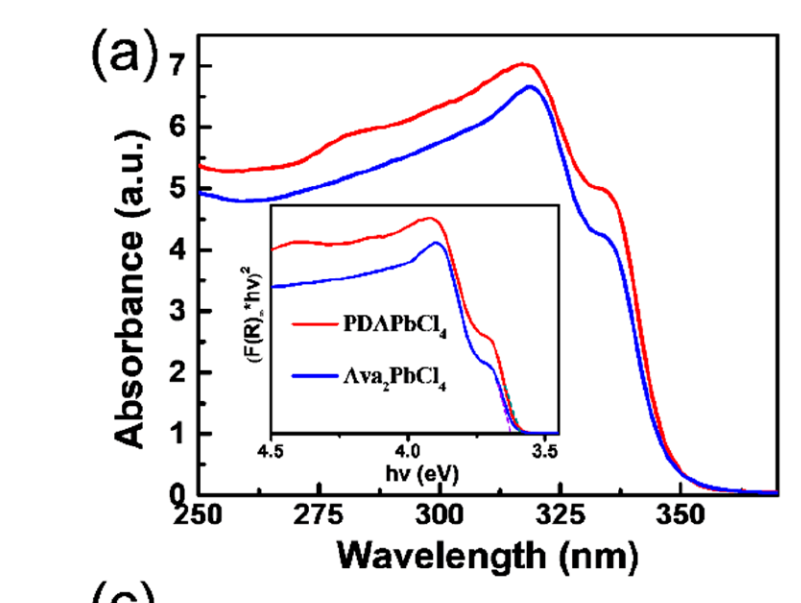 (a)
Absorbance (a.u.)
7
6
5
4
3
2
1
0
(F(R)∞*hν)²
PDAPbCl₄
Ava₂PbCl₄
4.5 4.0 3.5
hν (eV)
250 275 300 325 350
Wavelength (nm)
(c)